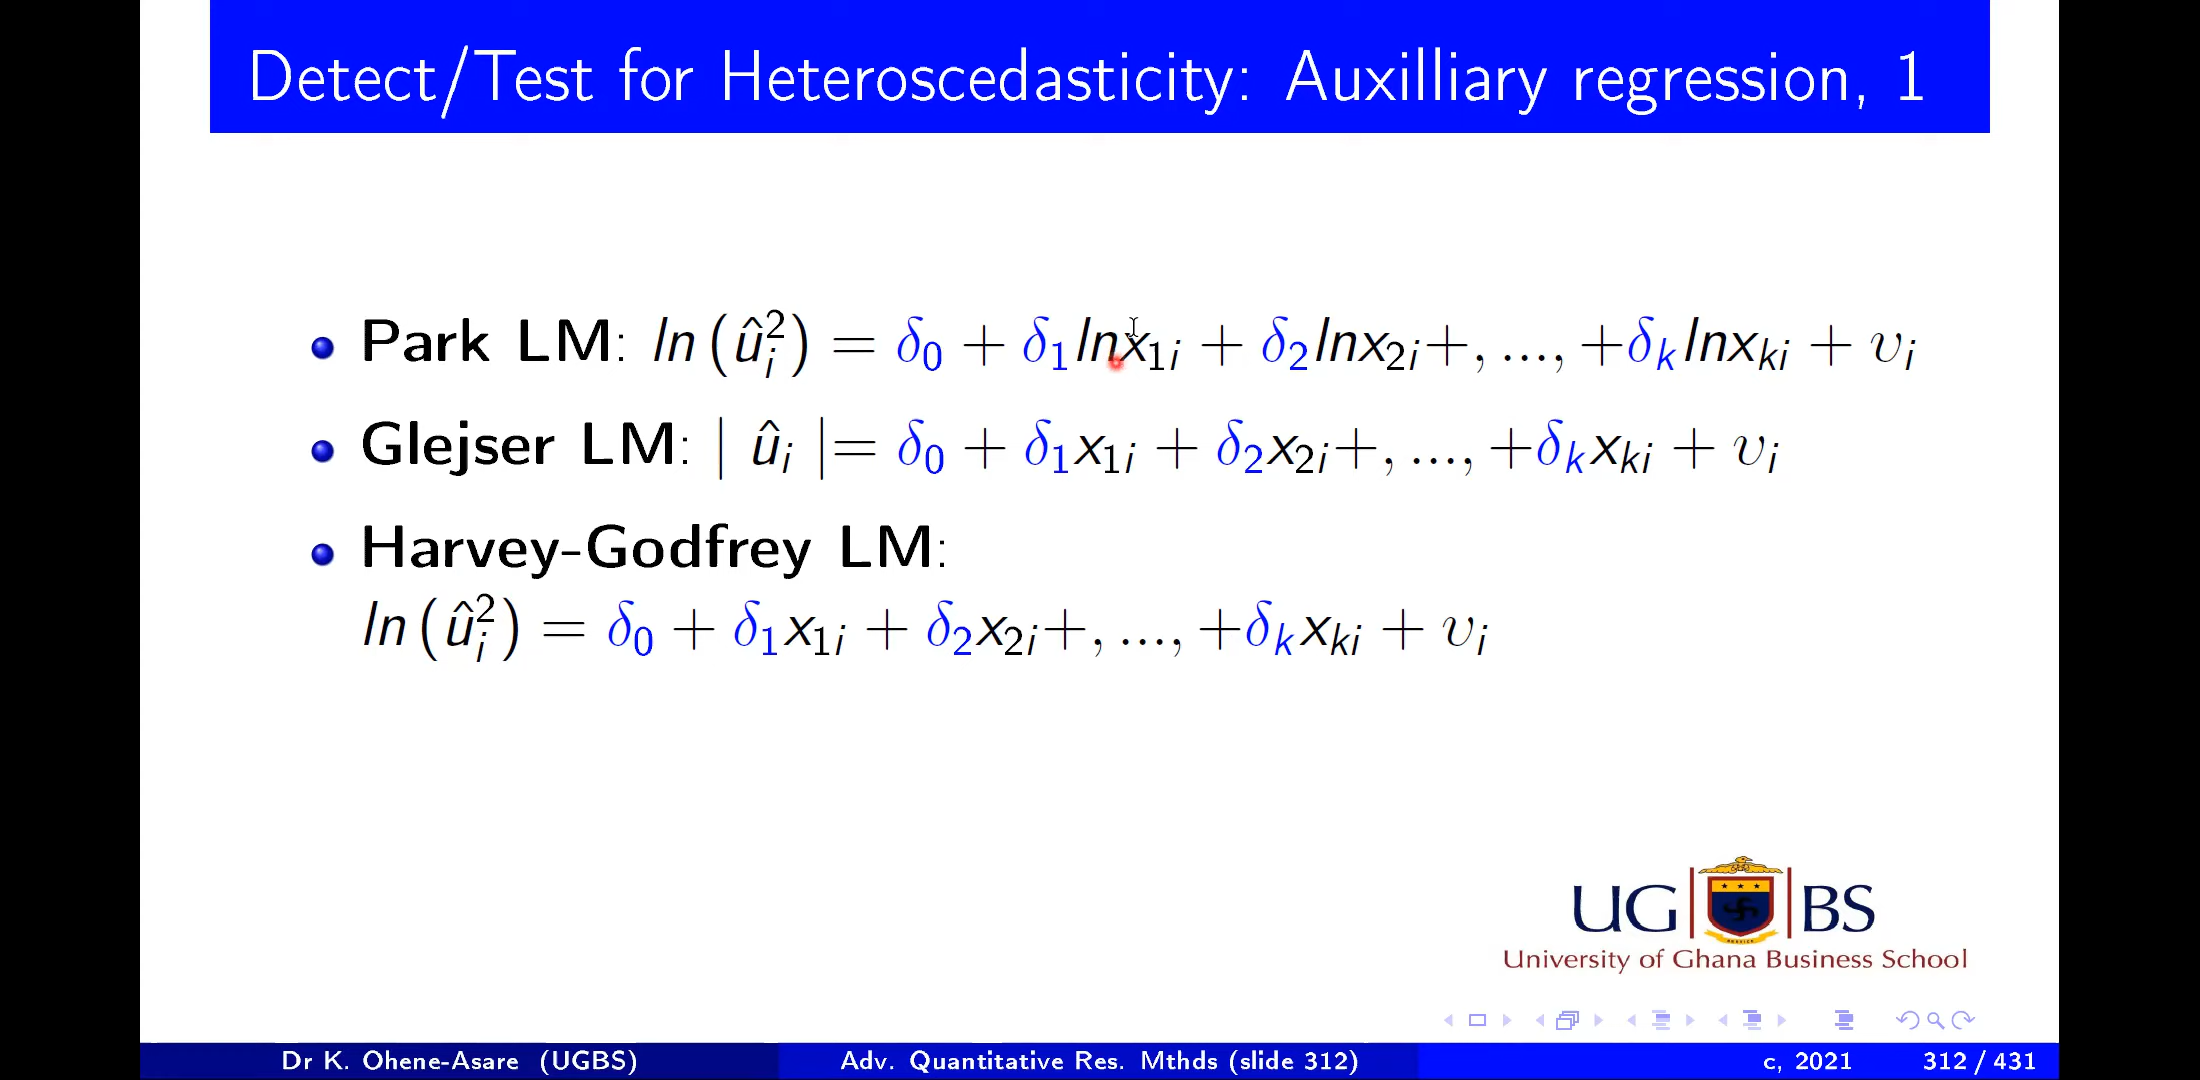 Detect/Test for Heteroscedasticity: Auxilliary regression, 1
Park LM: ln(û²ᵢ) = δ₀ + δ₁lnx₁ᵢ + δ₂lnx₂ᵢ+, ..., +δₖlnxₖᵢ + υᵢ
Glejser LM: | ûᵢ |= δ₀ + δ₁x₁ᵢ + δ₂x₂ᵢ+, ..., +δₖxₖᵢ + υᵢ
Harvey-Godfrey LM:
ln(û²ᵢ) = δ₀ + δ₁x₁ᵢ + δ₂x₂ᵢ+, ..., +δₖxₖᵢ + υᵢ
UG BS
University of Ghana Business School
Dr K. Ohene-Asare (UGBS) Adv. Quantitative Res. Mthds (slide 312) c, 2021 312 / 431